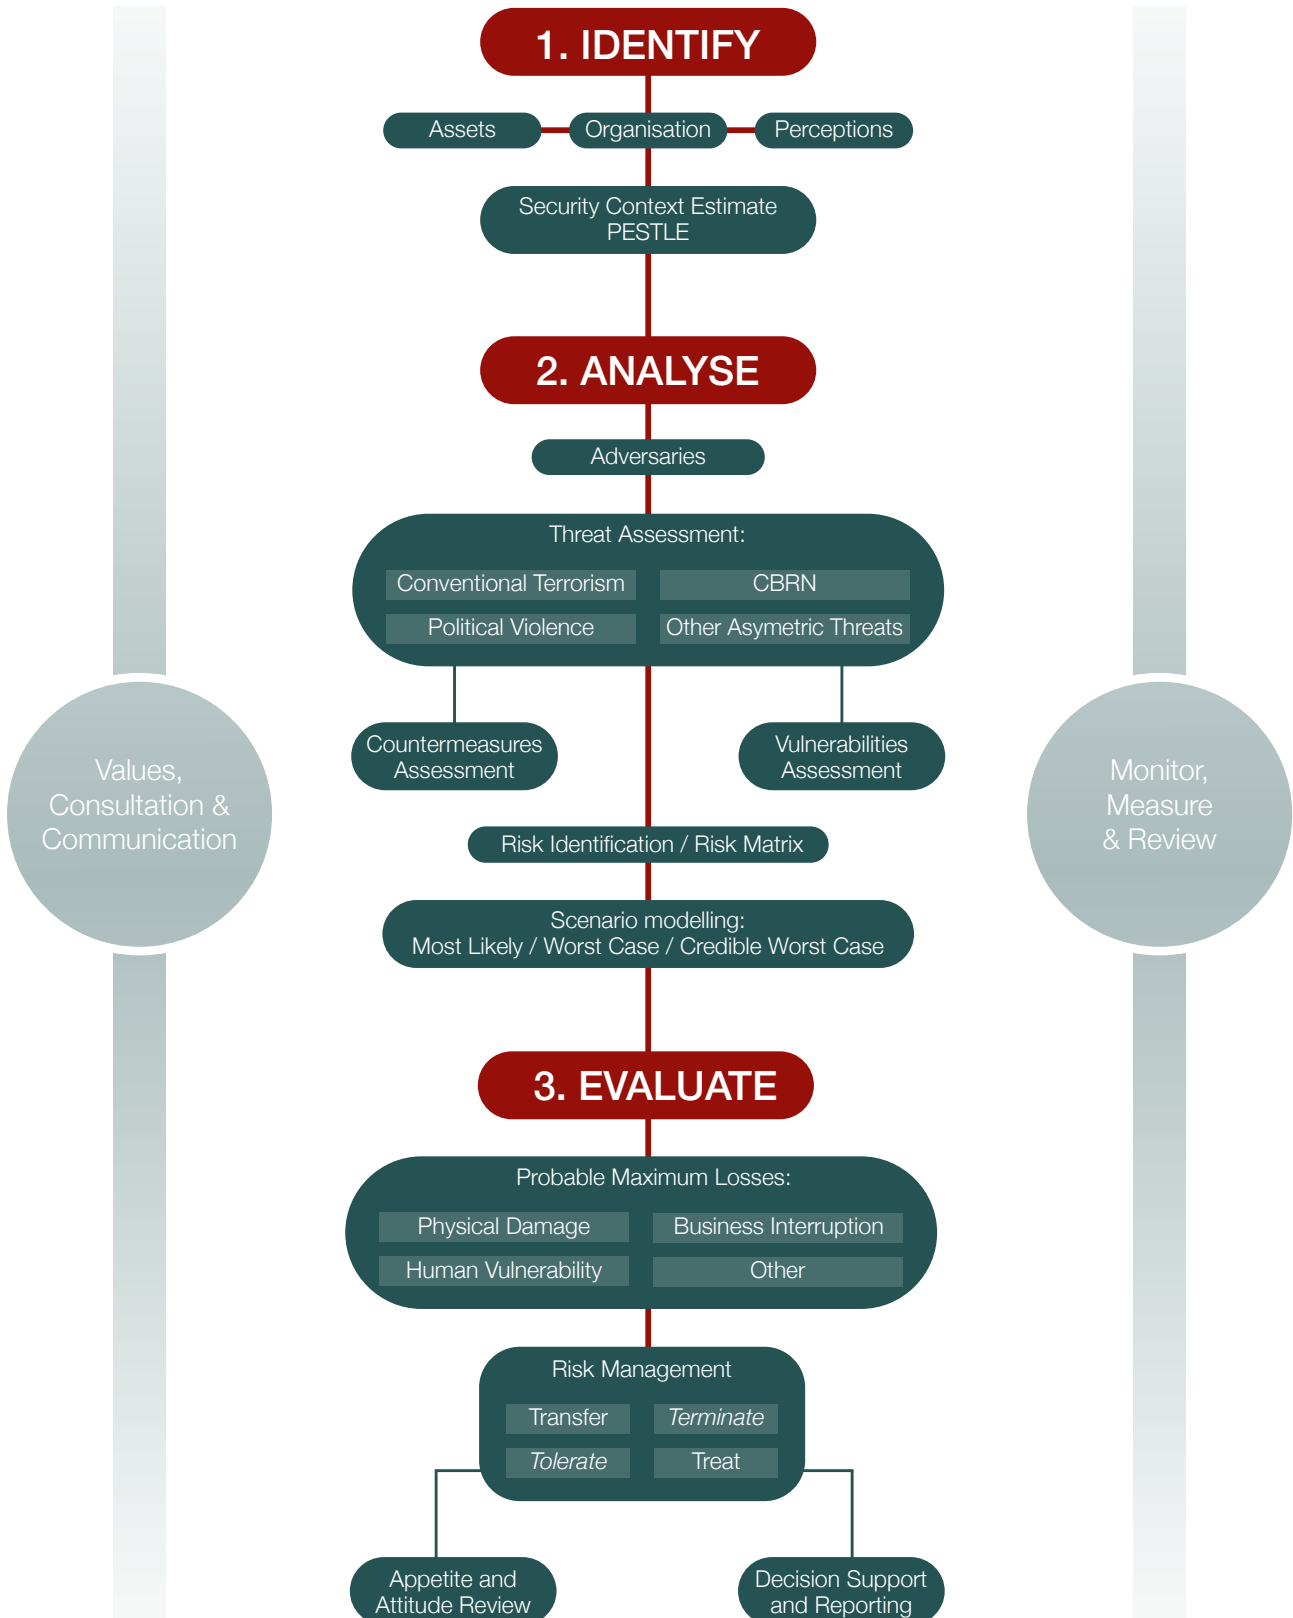 1. IDENTIFY
Assets
Organisation
Perceptions
Security Context Estimate
PESTLE
2. ANALYSE
Adversaries
Threat Assessment:
Conventional Terrorism
CBRN
Political Violence
Other Asymetric Threats
Countermeasures
Assessment
Vulnerabilities
Assessment
Values,
Consultation &
Communication
Monitor,
Measure
& Review
Risk Identification / Risk Matrix
Scenario modelling:
Most Likely / Worst Case / Credible Worst Case
3. EVALUATE
Probable Maximum Losses:
Physical Damage
Business Interruption
Human Vulnerability
Other
Risk Management
Transfer
Terminate
Tolerate
Treat
Appetite and
Attitude Review
Decision Support
and Reporting